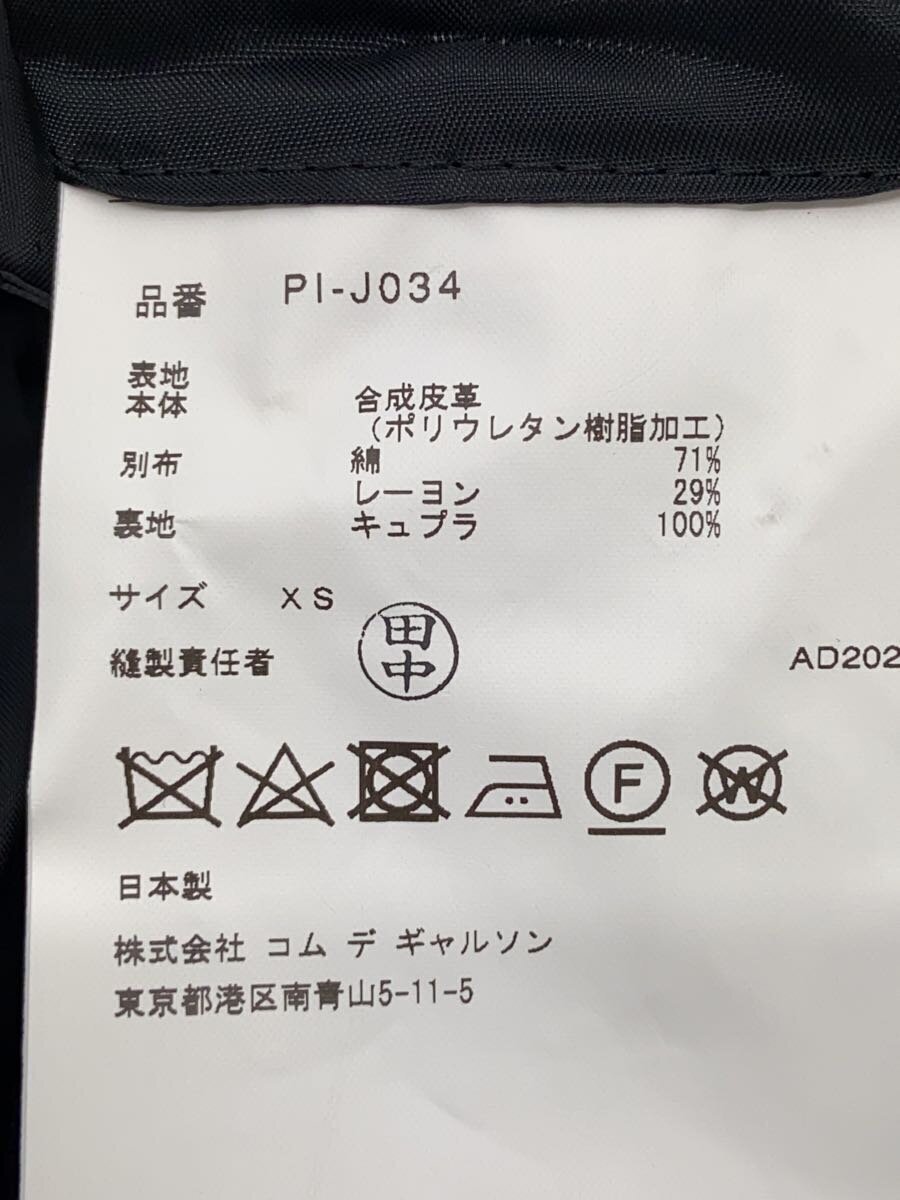 品番 PI-J034
表地
本体 合成皮革
(ポリウレタン樹脂加工)
別布 綿 71%
レーヨン 29%
裏地 キュプラ 100%
サイズ XS
縫製責任者 田中 AD202
F W
日本製
株式会社 コム デ ギャルソン
東京都港区南青山5-11-5